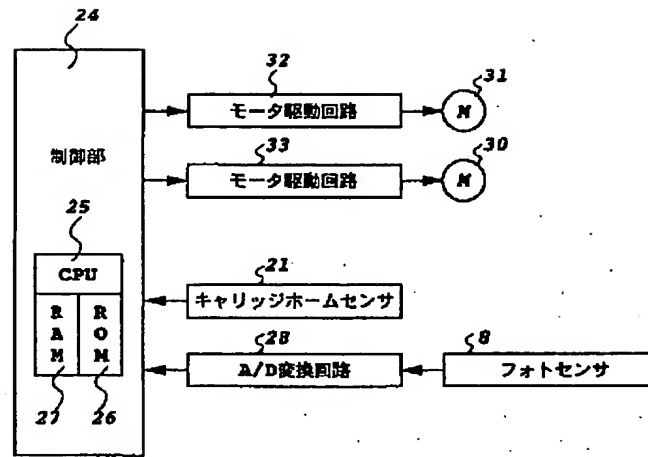 24
32
31
モータ駆動回路
M
制御部
33
30
モータ駆動回路
M
25
21
CPU
キャリッジホームセンサ
RAM
ROM
28
8
A/D変換回路
フォトセンサ
27
26